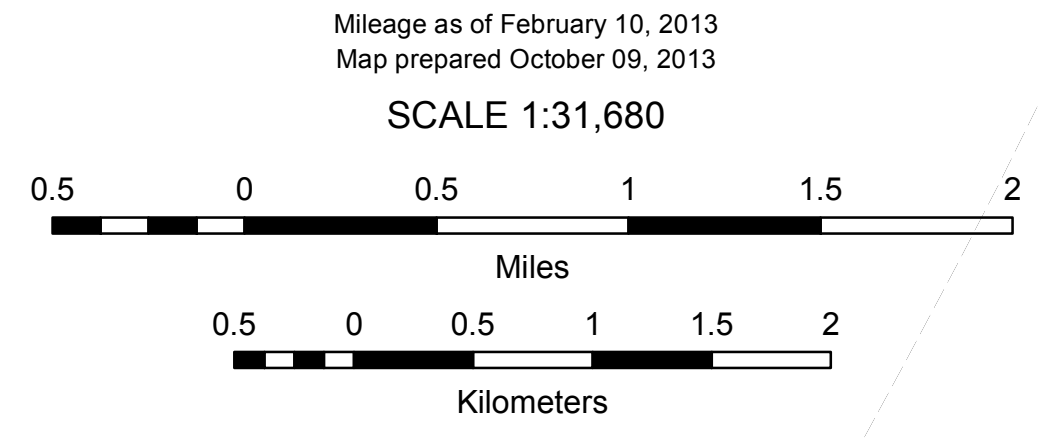 Mileage as of February 10, 2013
Map prepared October 09, 2013
SCALE 1:31,680
0.5 0 0.5 1 1.5 2
Miles
0.5 0 0.5 1 1.5 2
Kilometers